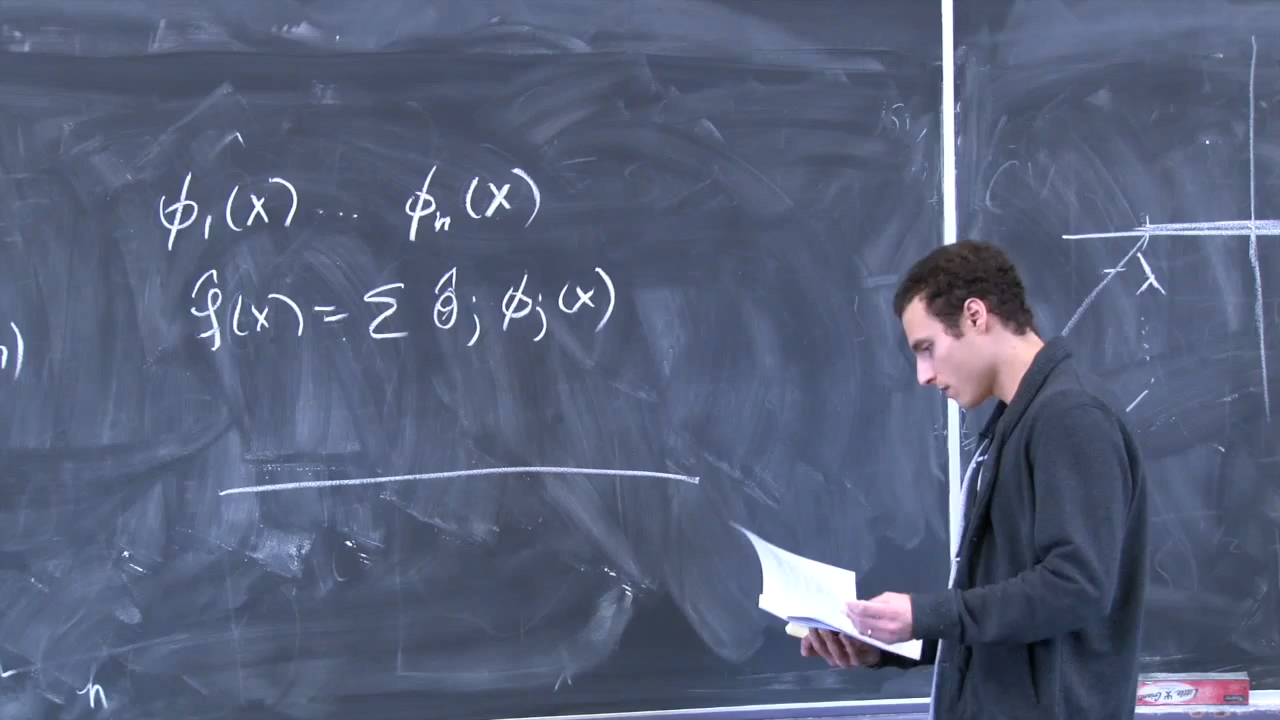 ϕ₁(x) ... ϕₙ(x)
f̂(x) = Σ θ̂ⱼ ϕⱼ(x)
λ
n)
n